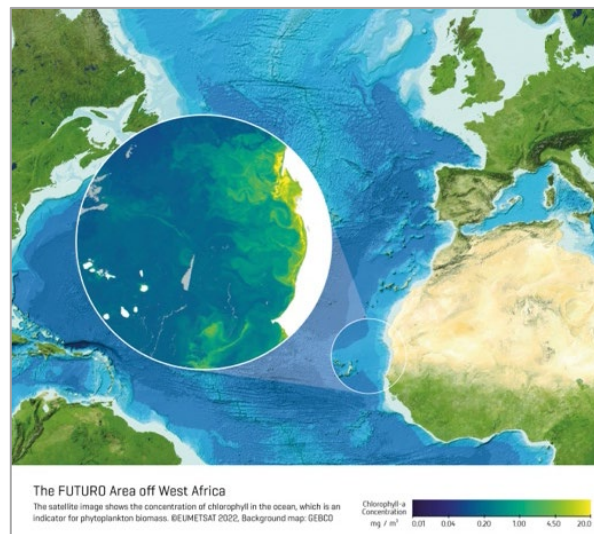 The FUTURO Area off West Africa
The satellite image shows the concentration of chlorophyll in the ocean, which is an
indicator for phytoplankton biomass. ©EUMETSAT 2022, Background map: GEBCO
Chlorophyll-a
Concentration
mg / m³
0.01 0.04 0.20 1.00 4.50 20.0